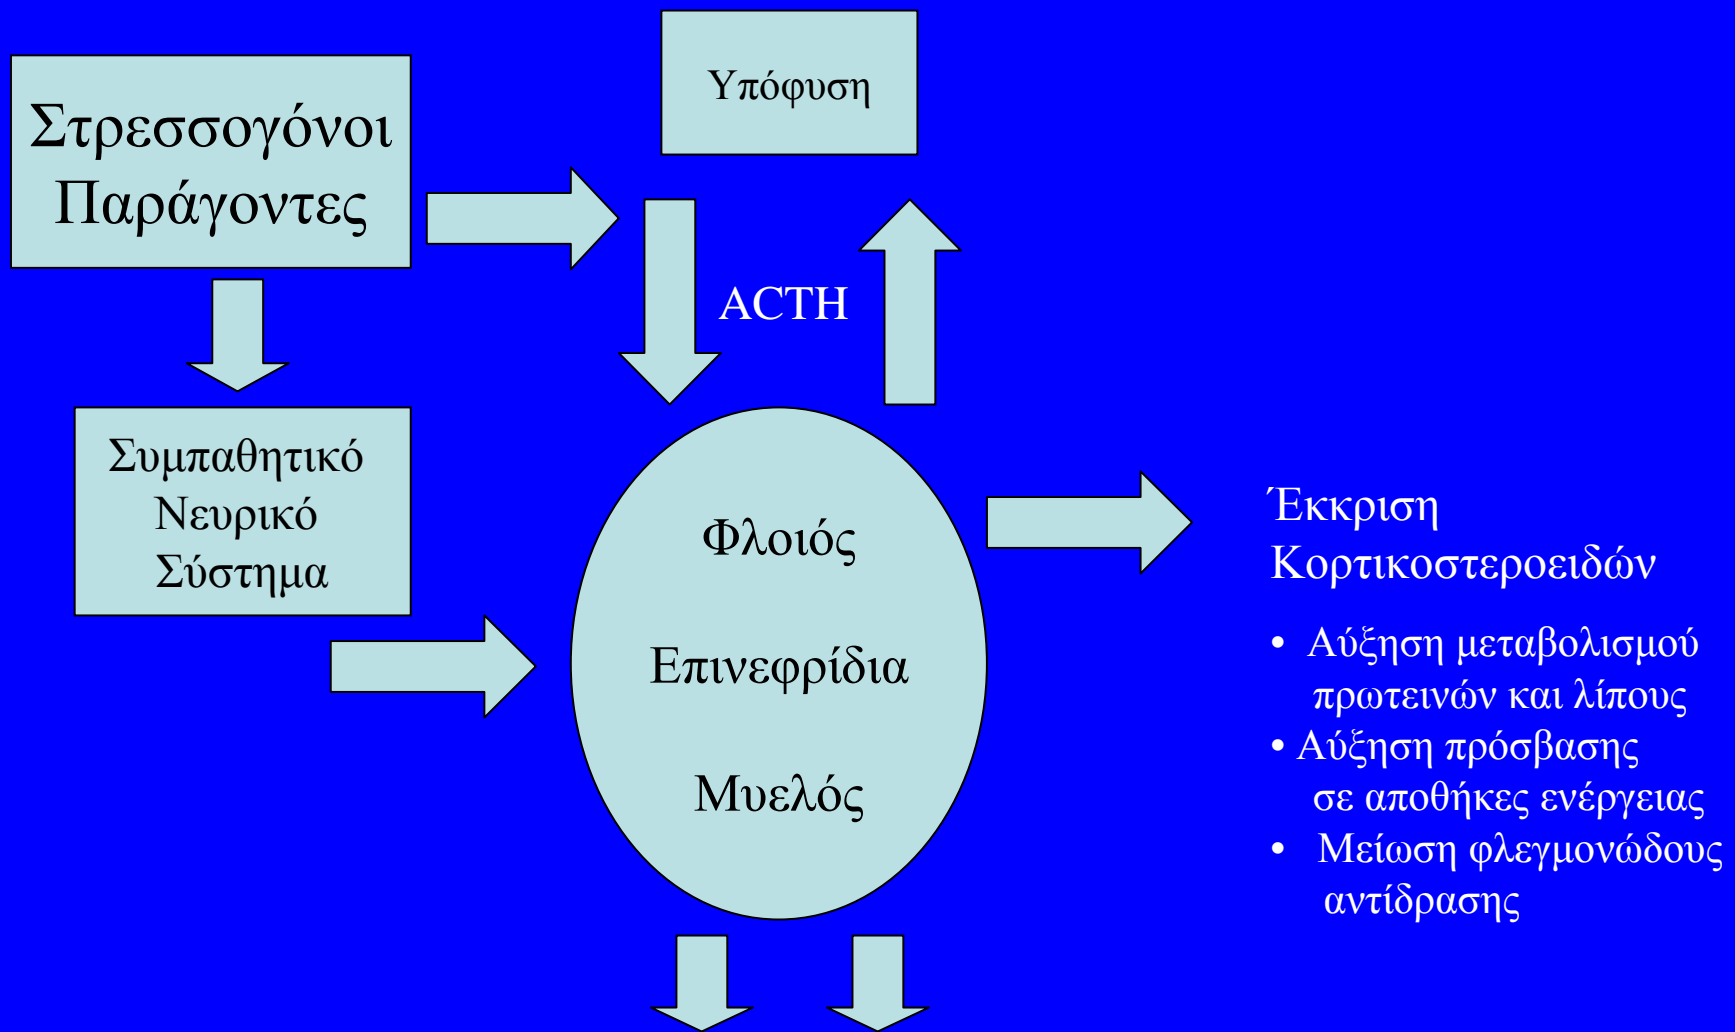 Υπόφυση
Στρεσσογόνοι
Παράγοντες
ACTH
Συμπαθητικό
Νευρικό
Σύστημα
Φλοιός
Επινεφρίδια
Μυελός
Έκκριση
Κορτικοστεροειδών
• Αύξηση μεταβολισμού
πρωτεινών και λίπους
• Αύξηση πρόσβασης
σε αποθήκες ενέργειας
• Μείωση φλεγμονώδους
αντίδρασης